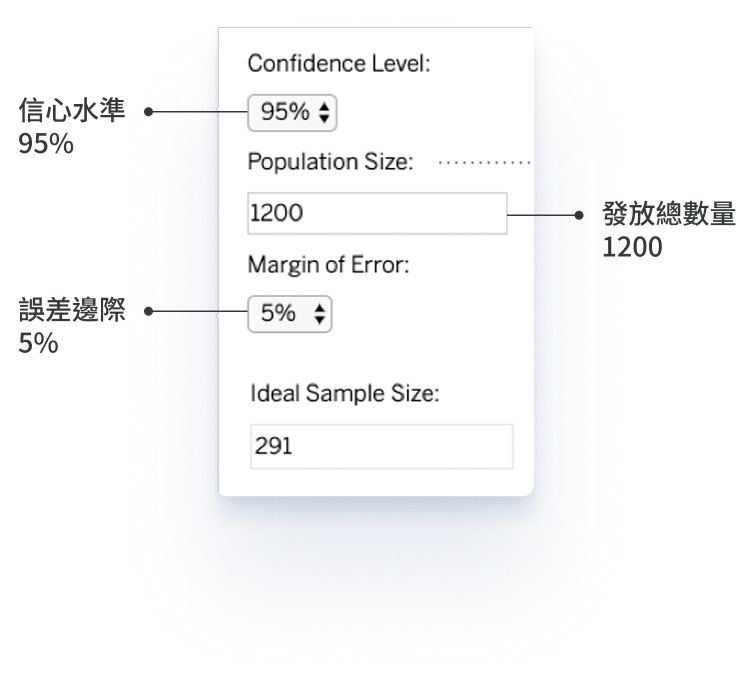 Confidence Level:
信心水準
95%
95%
Population Size:
1200
發放總數量
1200
Margin of Error:
誤差邊際
5%
5%
Ideal Sample Size:
291